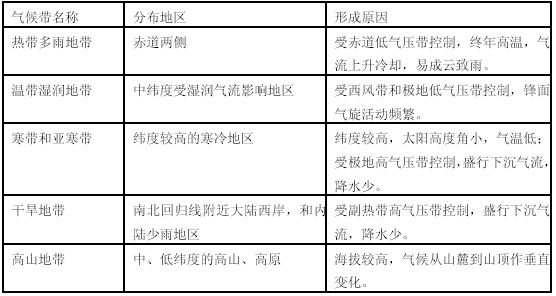 气候带名称 分布地区 形成原因
热带多雨地带 赤道两侧 受赤道低气压带控制，终年高温，气
流上升冷却，易成云致雨。
温带湿润地带 中纬度受湿润气流影响地区 受西风带和极地低气压带控制，锋面
气旋活动频繁。
寒带和亚寒带 纬度较高的寒冷地区 纬度较高，太阳高度角小，气温低；
受极地高气压带控制，盛行下沉气流，
降水少。
干旱地带 南北回归线附近大陆西岸，和内 受副热带高气压带控制，盛行下沉气
陆少雨地区 流，降水少。
高山地带 中、低纬度的高山、高原 海拔较高，气候从山麓到山顶作垂直
变化。